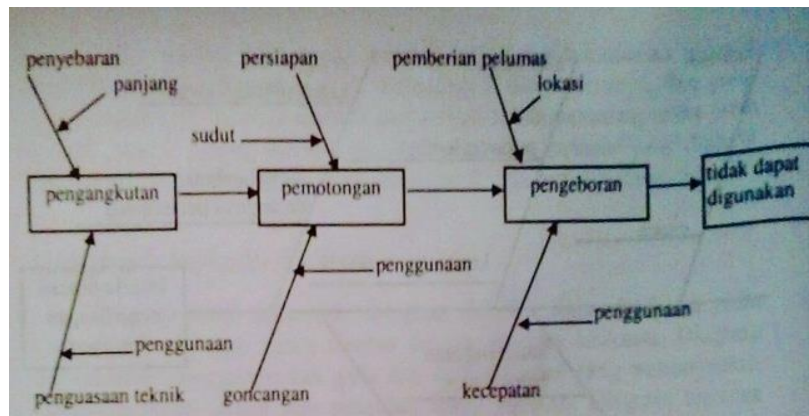 penyebaran
persiapan
pemberian pelumas
panjang
lokasi
sudut
pengangkutan
pemotongan
pengeboran
tidak dapat
digunakan
penggunaan
penggunaan
penggunaan
penguasaan teknik
goncangan
kecepatan